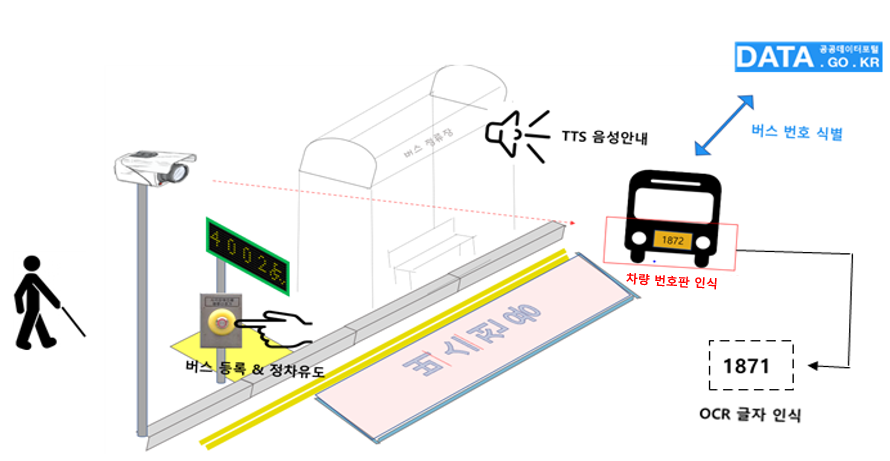 DATA 공공데이터포털
.GO.KR
버스 번호 식별
TTS 음성안내
버스 정류장
1872
차량 번호판 인식
버스 등록 & 정차유도
1871
OCR 글자 인식